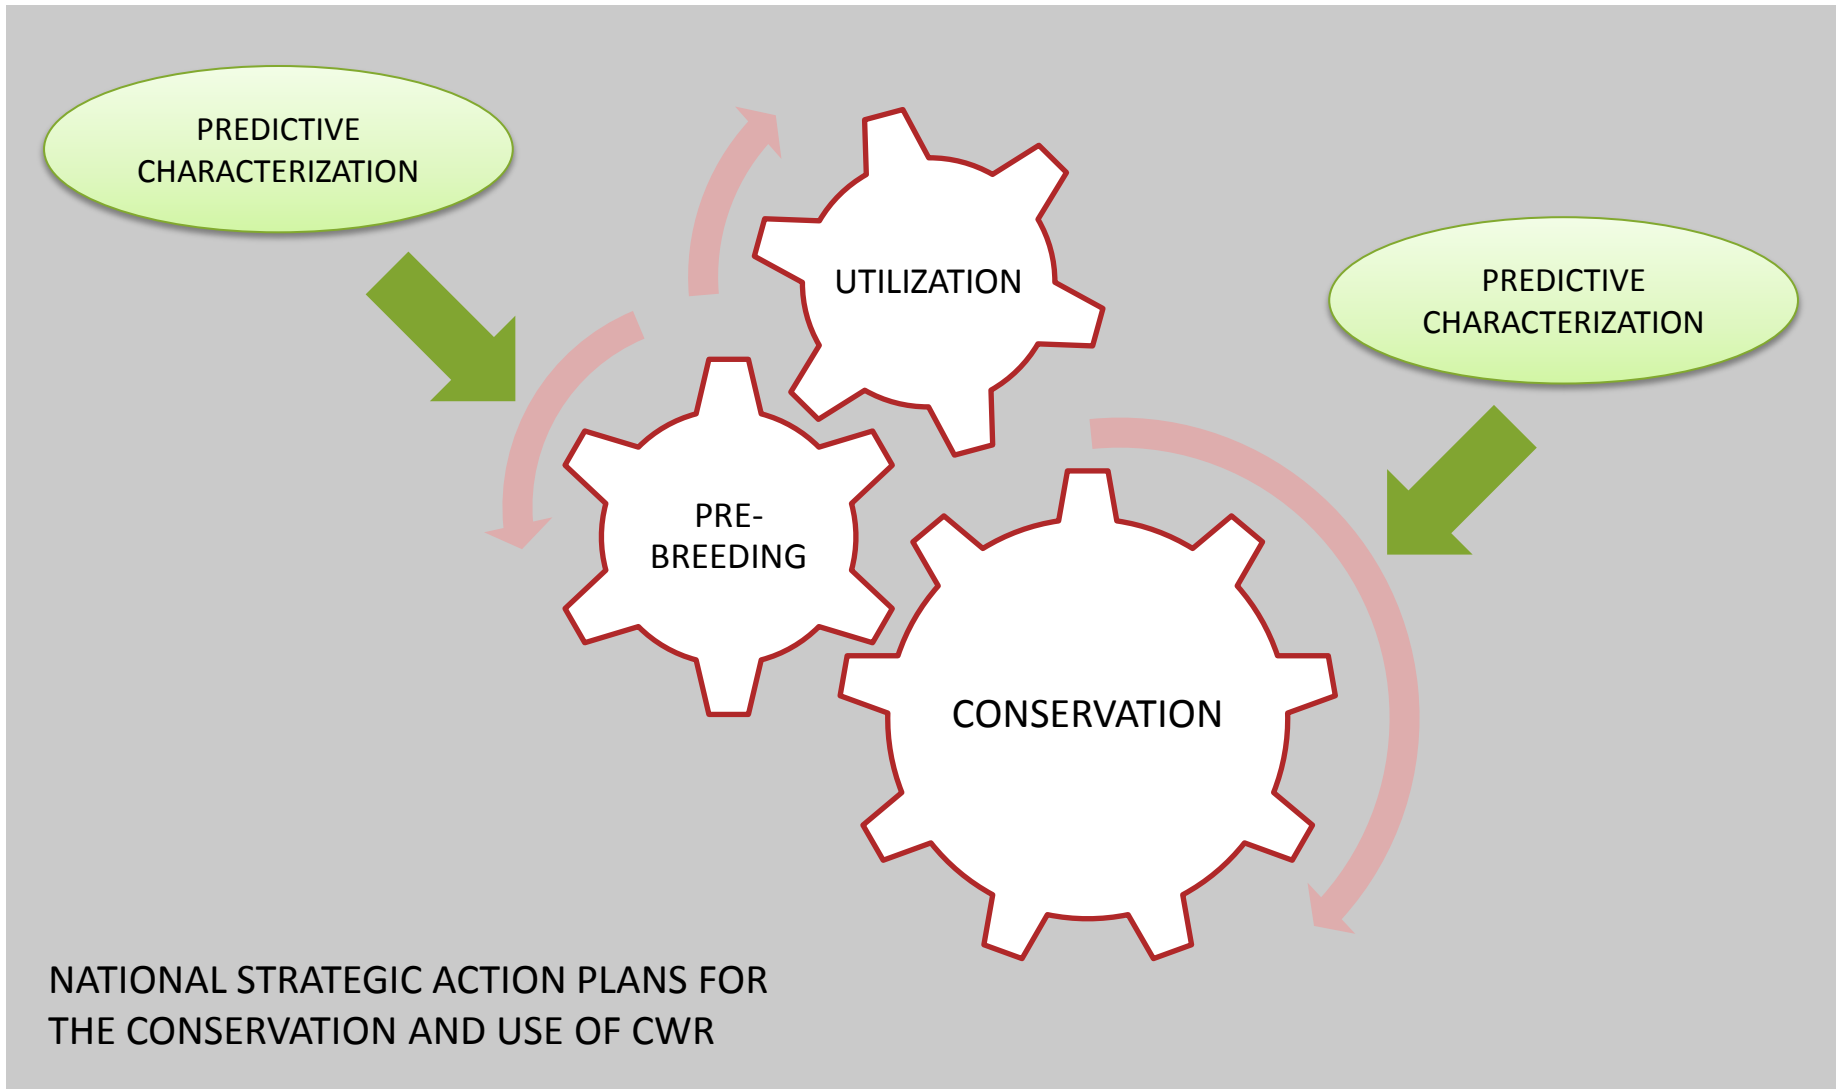 PREDICTIVE
CHARACTERIZATION
UTILIZATION
PREDICTIVE
CHARACTERIZATION
PRE-
BREEDING
CONSERVATION
NATIONAL STRATEGIC ACTION PLANS FOR
THE CONSERVATION AND USE OF CWR